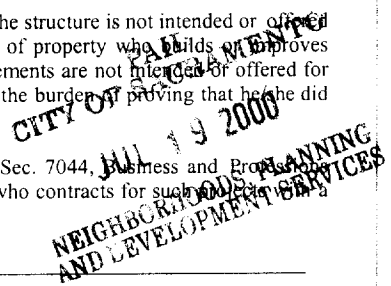 he structure is not intended or offered
of property who builds or improves
ements are not intended or offered for
the burden of proving that he/she did
Sec. 7044, Business and Professions
who contracts for such projects with a
PAID
CITY OF SACRAMENTO
JUL 19 2000
NEIGHBORHOODS, PLANNING
AND DEVELOPMENT SERVICES